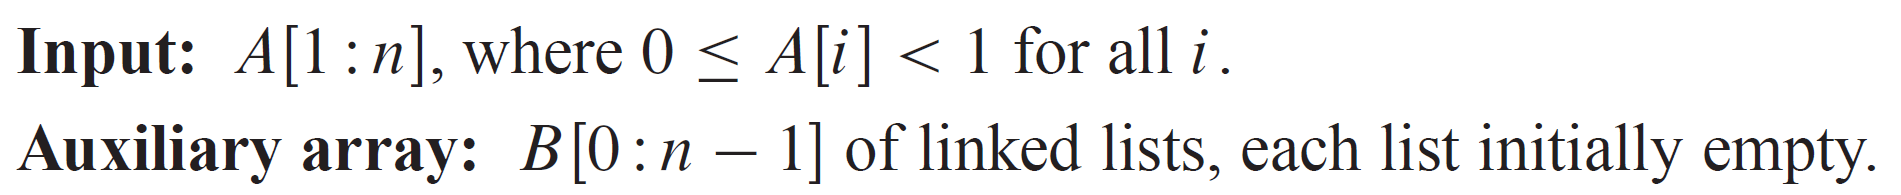 Input: A[1:n], where 0 ≤ A[i] < 1 for all i.
Auxiliary array: B[0:n − 1] of linked lists, each list initially empty.